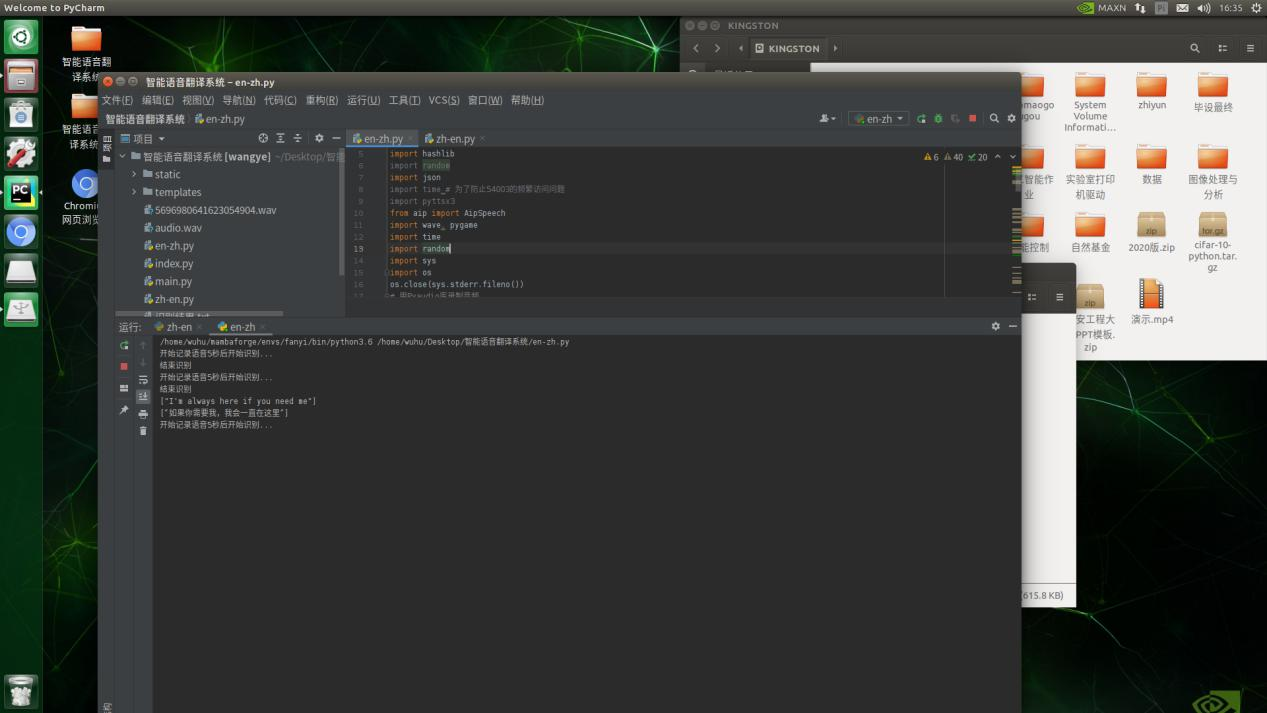 Welcome to PyCharm
MAXN
16:35
智能语音翻
译系统
智能语音翻
译系统
Chromium
网页浏览
KINGSTON
KINGSTON
System
Volume
Informati...
zhiyun
毕设最终
实验室打印
机驱动
数据
图像处理与
分析
自然基金
zip
2020版.zip
tar.gz
cifar-10-
python.tar.
gz
zip
安工程大
PPT模板.
zip
演示.mp4
(615.8 KB)
智能语音翻译系统 – en-zh.py
文件(F) 编辑(E) 视图(V) 导航(N) 代码(C) 重构(R) 运行(U) 工具(T) VCS(S) 窗口(W) 帮助(H)
智能语音翻译系统 en-zh.py
en-zh
项目
en-zh.py
zh-en.py
智能语音翻译系统 [wangye] ~/Desktop/智能
static
templates
5696980641623054904.wav
audio.wav
en-zh.py
index.py
main.py
zh-en.py
识别结果.txt
6 40 20
5 import hashlib
6 import random
7 import json
8 import time # 为了防止54003的频繁访问问题
9 import pyttsx3
10 from aip import AipSpeech
11 import wave, pygame
12 import time
13 import random
14 import sys
15 import os
16 os.close(sys.stderr.fileno())
17 # 用Pyaudio库录制音频
运行: zh-en en-zh
/home/wuhu/mambaforge/envs/fanyi/bin/python3.6 /home/wuhu/Desktop/智能语音翻译系统/en-zh.py
开始记录语音5秒后开始识别...
结束识别
开始记录语音5秒后开始识别...
结束识别
["I'm always here if you need me"]
["如果你需要我，我会一直在这里"]
开始记录语音5秒后开始识别...